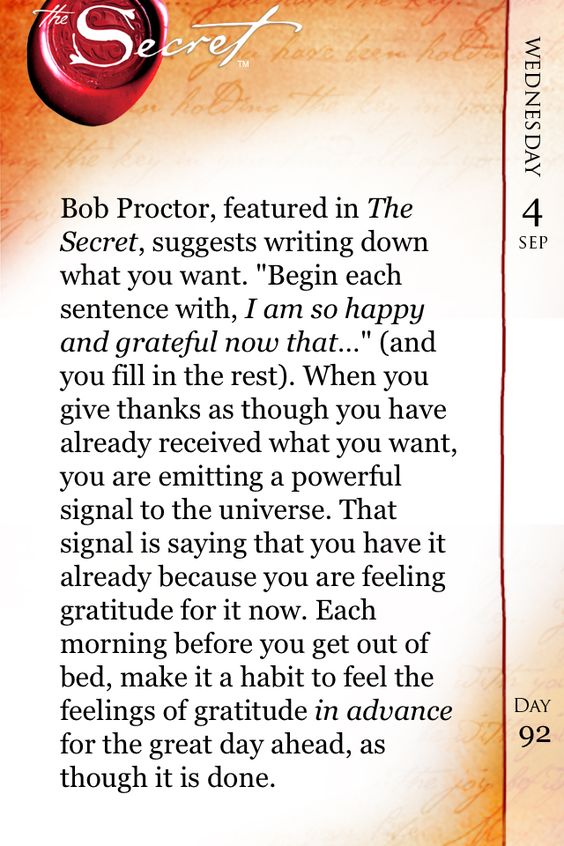 the Secret™
WEDNESDAY
4
SEP
Bob Proctor, featured in The
Secret, suggests writing down
what you want. "Begin each
sentence with, I am so happy
and grateful now that..." (and
you fill in the rest). When you
give thanks as though you have
already received what you want,
you are emitting a powerful
signal to the universe. That
signal is saying that you have it
already because you are feeling
gratitude for it now. Each
morning before you get out of
bed, make it a habit to feel the
feelings of gratitude in advance
for the great day ahead, as
though it is done.
DAY
92